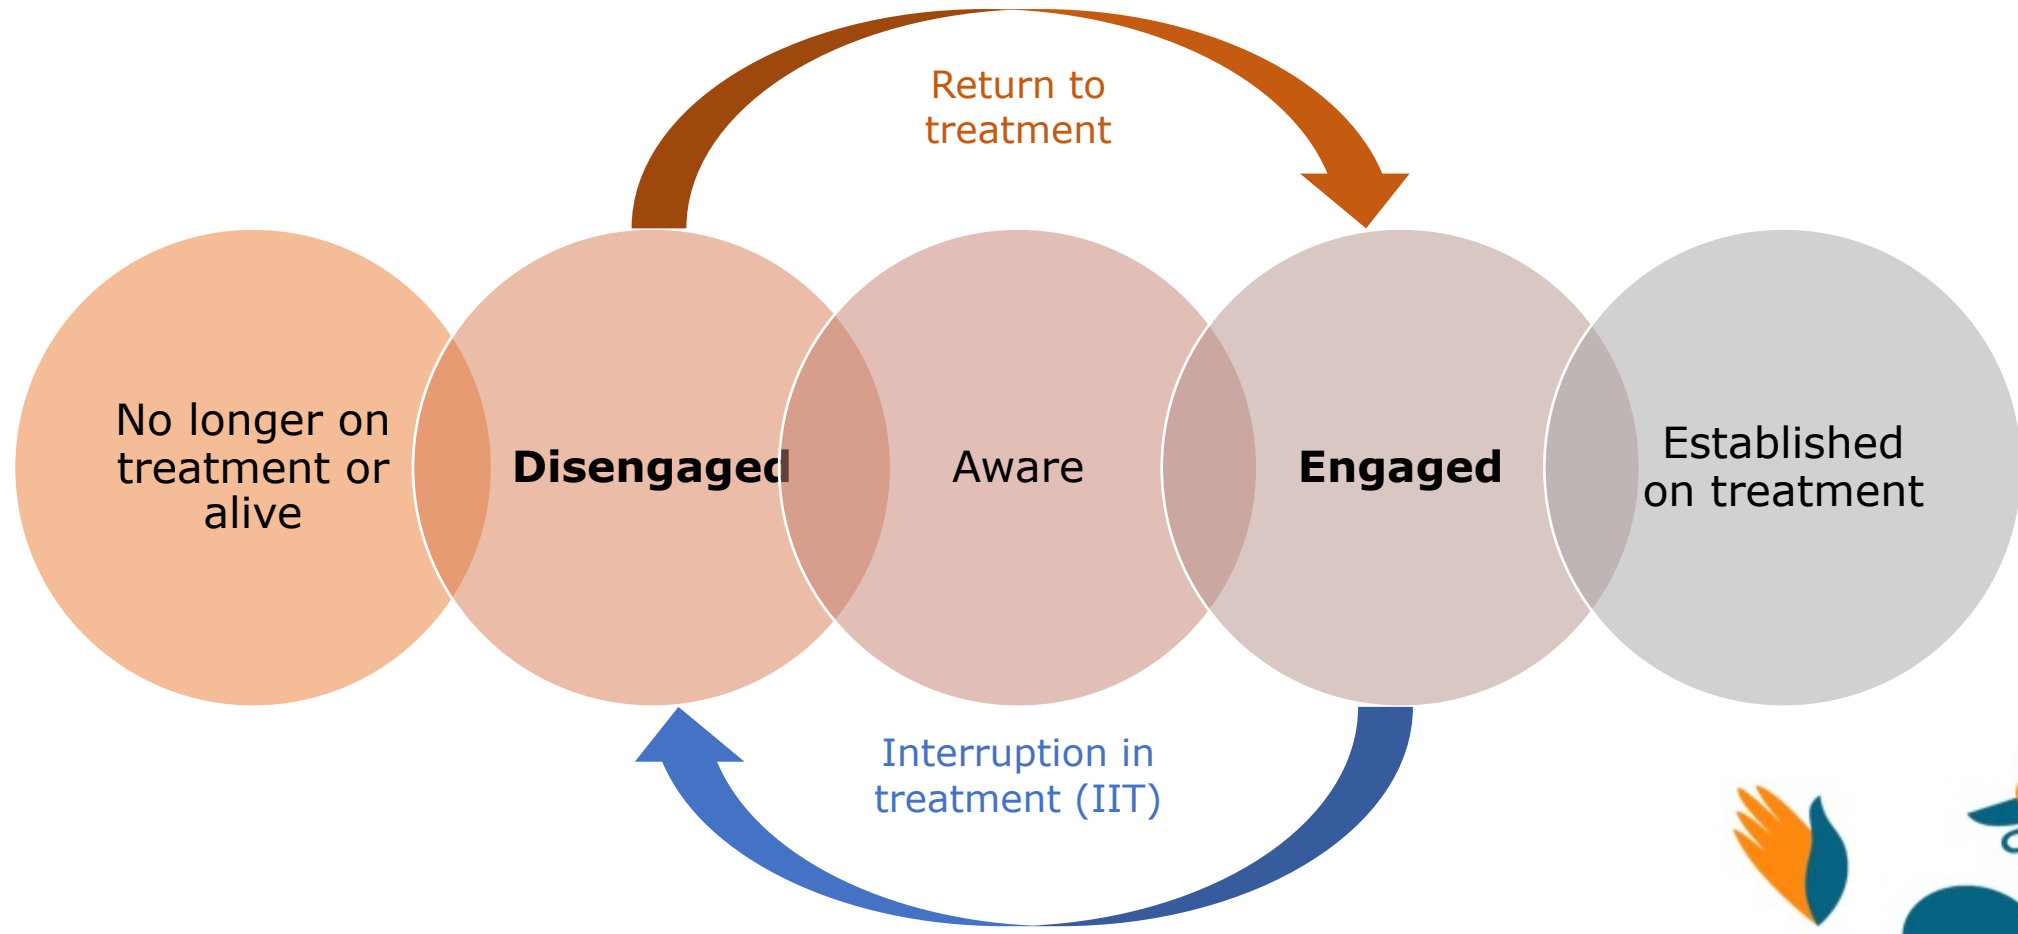 Return to
treatment
No longer on
treatment or
alive
Disengaged
Aware
Engaged
Established
on treatment
Interruption in
treatment (IIT)